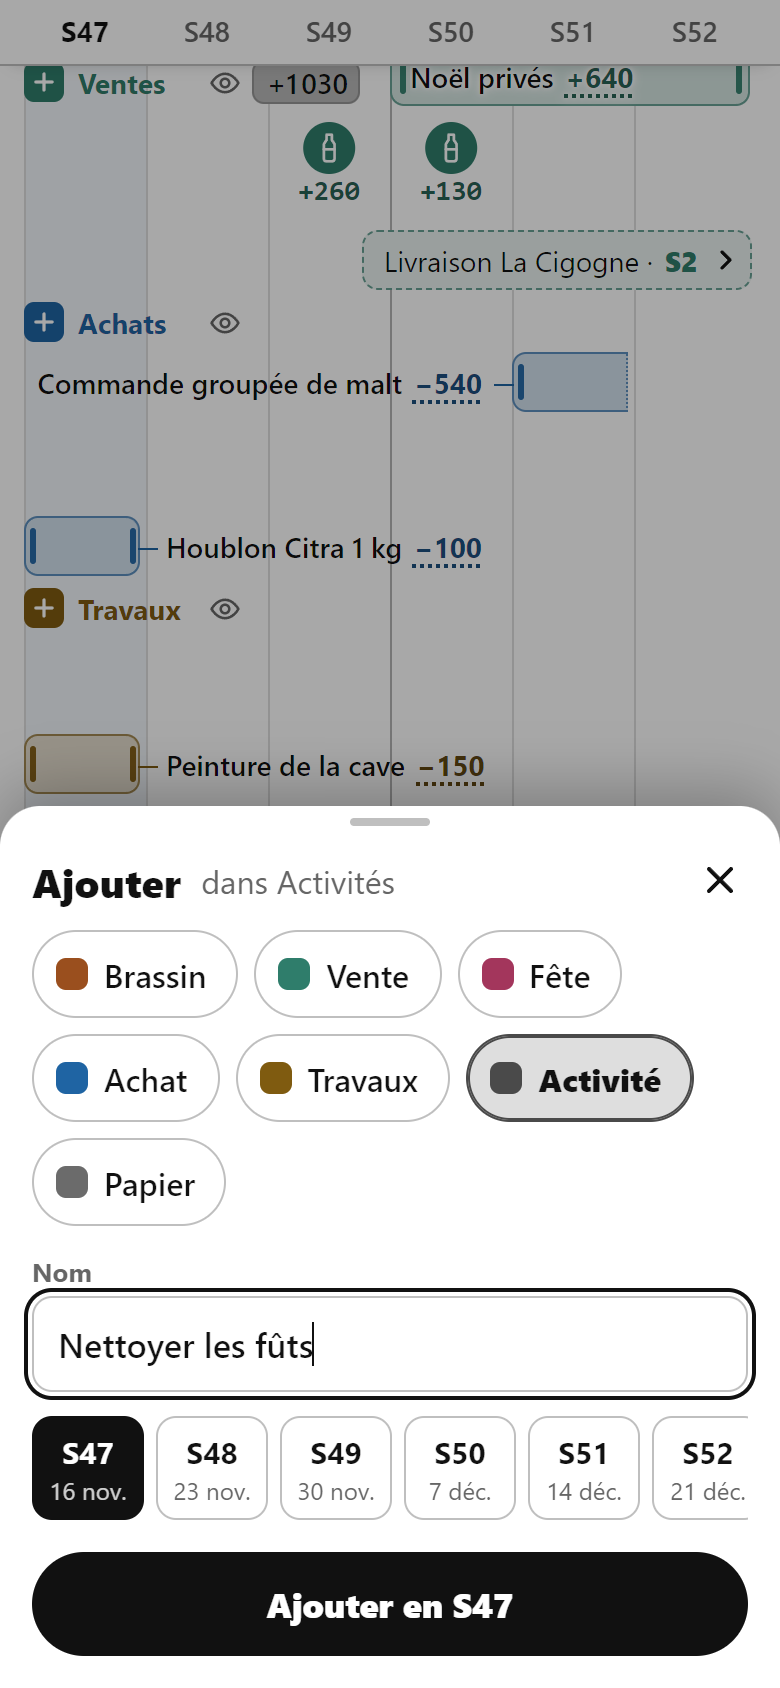 S47 S48 S49 S50 S51 S52
Ventes +1030 Noël privés +640
+260 +130
Livraison La Cigogne · S2
Achats
Commande groupée de malt −540
Houblon Citra 1 kg −100
Travaux
Peinture de la cave −150
Ajouter dans Activités
Brassin Vente Fête
Achat Travaux Activité
Papier
Nom
Nettoyer les fûts
S47 S48 S49 S50 S51 S52
16 nov. 23 nov. 30 nov. 7 déc. 14 déc. 21 déc.
Ajouter en S47